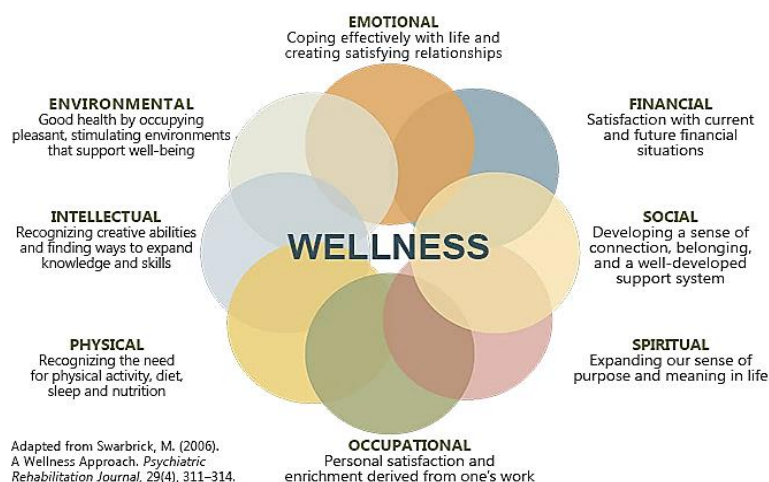 EMOTIONAL
Coping effectively with life and
creating satisfying relationships
ENVIRONMENTAL
Good health by occupying
pleasant, stimulating environments
that support well-being
FINANCIAL
Satisfaction with current
and future financial
situations
INTELLECTUAL
Recognizing creative abilities
and finding ways to expand
knowledge and skills
WELLNESS
SOCIAL
Developing a sense of
connection, belonging,
and a well-developed
support system
PHYSICAL
Recognizing the need
for physical activity, diet,
sleep and nutrition
SPIRITUAL
Expanding our sense of
purpose and meaning in life
OCCUPATIONAL
Personal satisfaction and
enrichment derived from one's work
Adapted from Swarbrick, M. (2006).
A Wellness Approach. Psychiatric
Rehabilitation Journal, 29(4), 311–314.